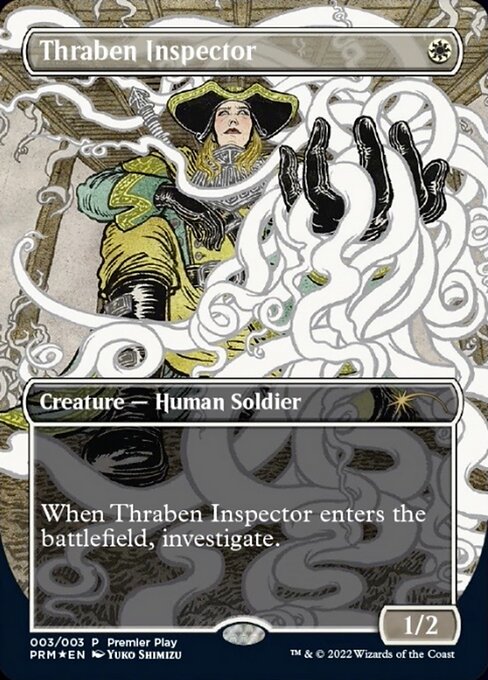 Thraben Inspector
Creature — Human Soldier
When Thraben Inspector enters the
battlefield, investigate.
1/2
003/003 P Premier Play
PRM★EN Yuko Shimizu
™ & © 2022 Wizards of the Coast